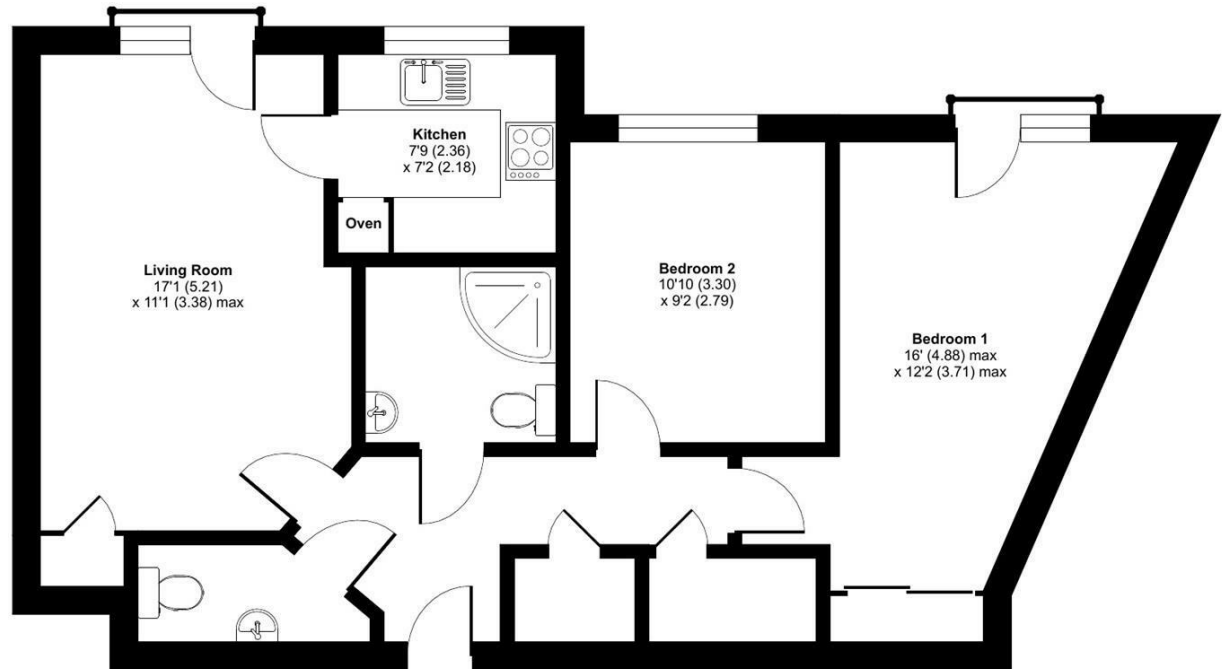 Kitchen
7'9 (2.36)
x 7'2 (2.18)
Oven
Living Room
17'1 (5.21)
x 11'1 (3.38) max
Bedroom 2
10'10 (3.30)
x 9'2 (2.79)
Bedroom 1
16' (4.88) max
x 12'2 (3.71) max